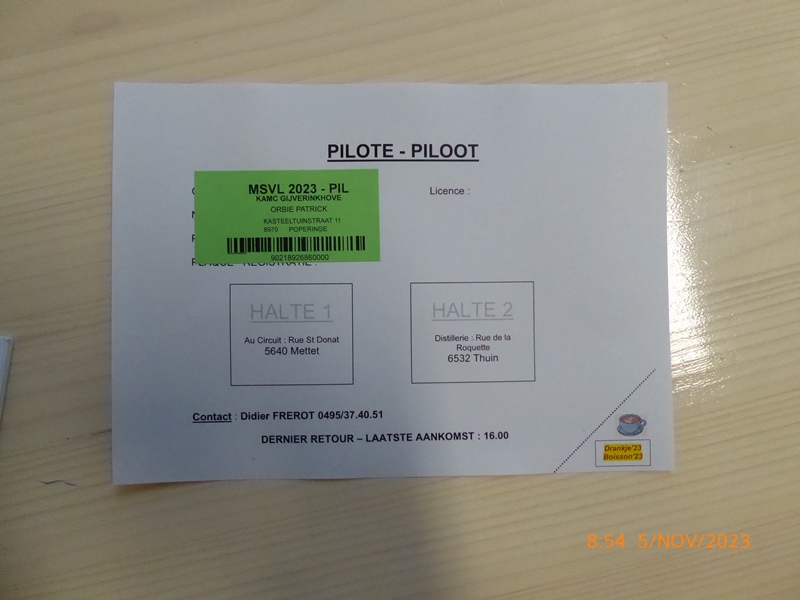 PILOTE - PILOOT
MSVL 2023 - PIL
KAMC GIJVERINKHOVE
ORBIE PATRICK
KASTEELTUINSTRAAT 11
8970 POPERINGE
90218926860000
Licence :
HALTE 1
Au Circuit : Rue St Donat
5640 Mettet
HALTE 2
Distillerie : Rue de la
Roquette
6532 Thuin
Contact : Didier FREROT 0495/37.40.51
DERNIER RETOUR – LAATSTE AANKOMST : 16.00
Drankje'23
Boisson'23
8:54 5/NOV/2023